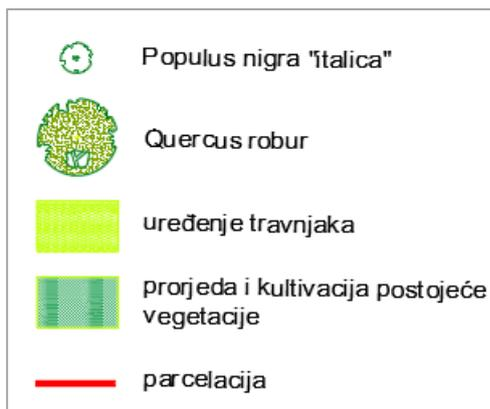 Populus nigra "italica"
Quercus robur
uređenje travnjaka
prorjeda i kultivacija postojeće
vegetacije
parcelacija